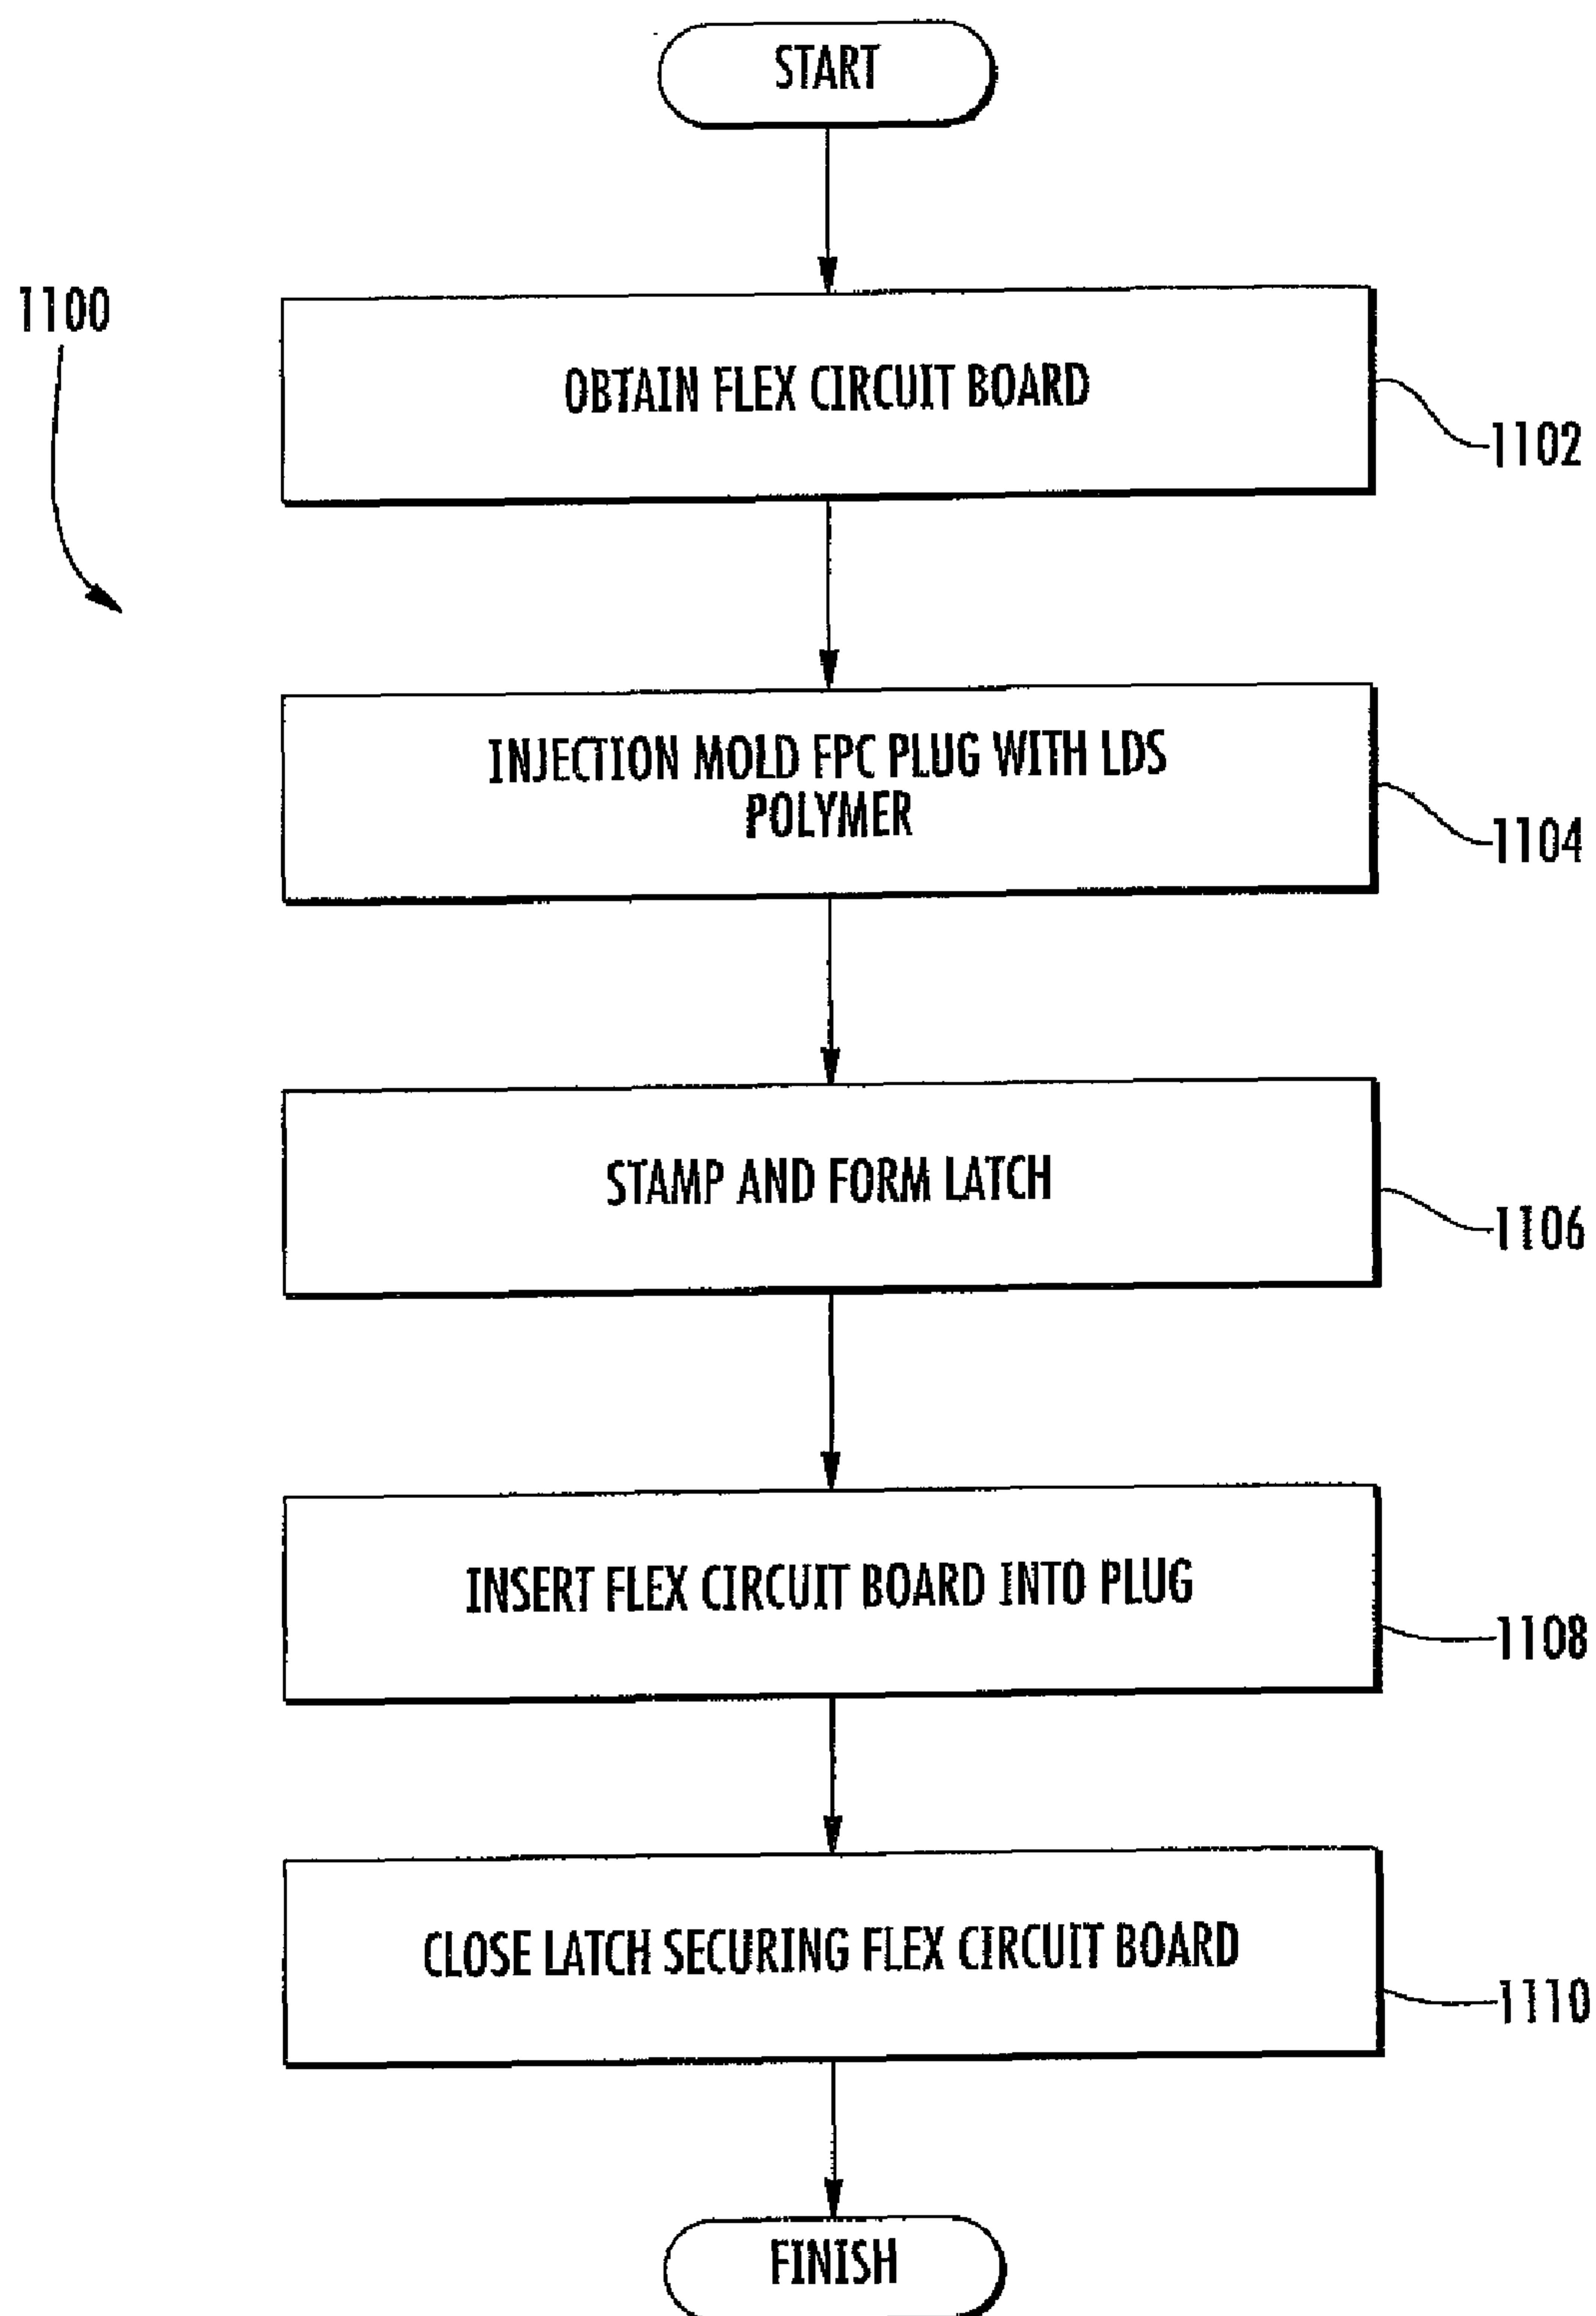 START
1100
OBTAIN FLEX CIRCUIT BOARD
1102
INJECTION MOLD FPC PLUG WITH LDS
POLYMER
1104
STAMP AND FORM LATCH
1106
INSERT FLEX CIRCUIT BOARD INTO PLUG
1108
CLOSE LATCH SECURING FLEX CIRCUIT BOARD
1110
FINISH